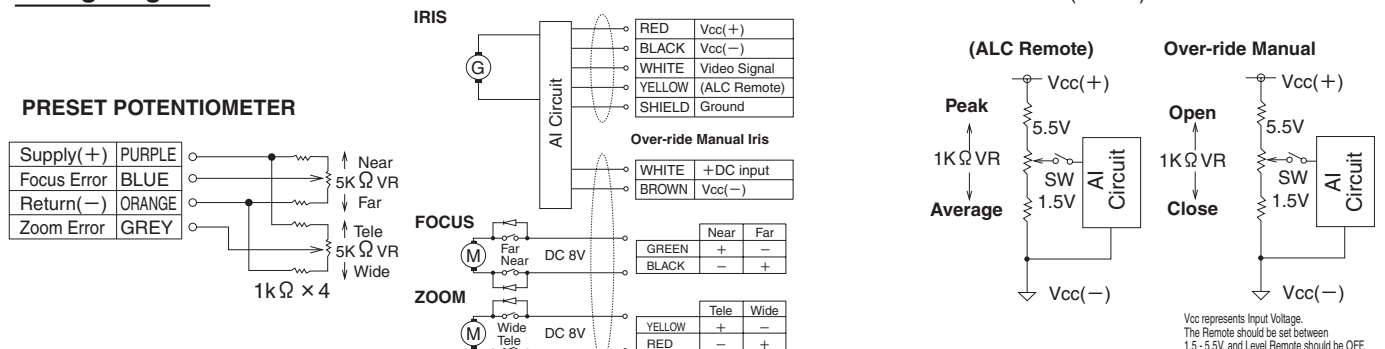 IRIS
RED Vcc(+)
BLACK Vcc(−)
WHITE Video Signal
YELLOW (ALC Remote)
SHIELD Ground
G
AI Circuit
Over-ride Manual Iris
WHITE +DC input
BROWN Vcc(−)
PRESET POTENTIOMETER
Supply(+) PURPLE
Focus Error BLUE
Return(−) ORANGE
Zoom Error GREY
Near
5KΩVR
Far
Tele
5KΩVR
Wide
1kΩ×4
FOCUS
M
Far
Near
DC 8V
Near Far
GREEN + −
BLACK − +
ZOOM
M
Wide
Tele
DC 8V
Tele Wide
YELLOW + −
RED − +
(ALC Remote)
Vcc(+)
Peak
5.5V
1KΩVR
SW
1.5V
Average
AI
Circuit
Vcc(−)
Over-ride Manual
Vcc(+)
Open
5.5V
1KΩVR
SW
1.5V
Close
AI
Circuit
Vcc(−)
Vcc represents Input Voltage.
The Remote should be set between
1.5 - 5.5V, and Level Remote should be OFF.